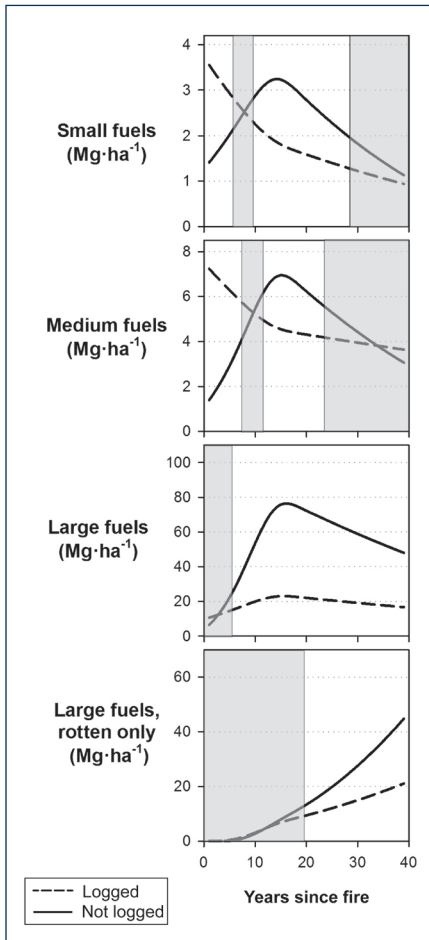 4
3
Small fuels
(Mg·ha⁻¹)
2
1
0
8
6
Medium fuels
(Mg·ha⁻¹)
4
2
0
100
80
Large fuels
(Mg·ha⁻¹)
60
40
20
0
60
Large fuels,
rotten only
(Mg·ha⁻¹)
40
20
0
0 10 20 30 40
Years since fire
Logged
Not logged